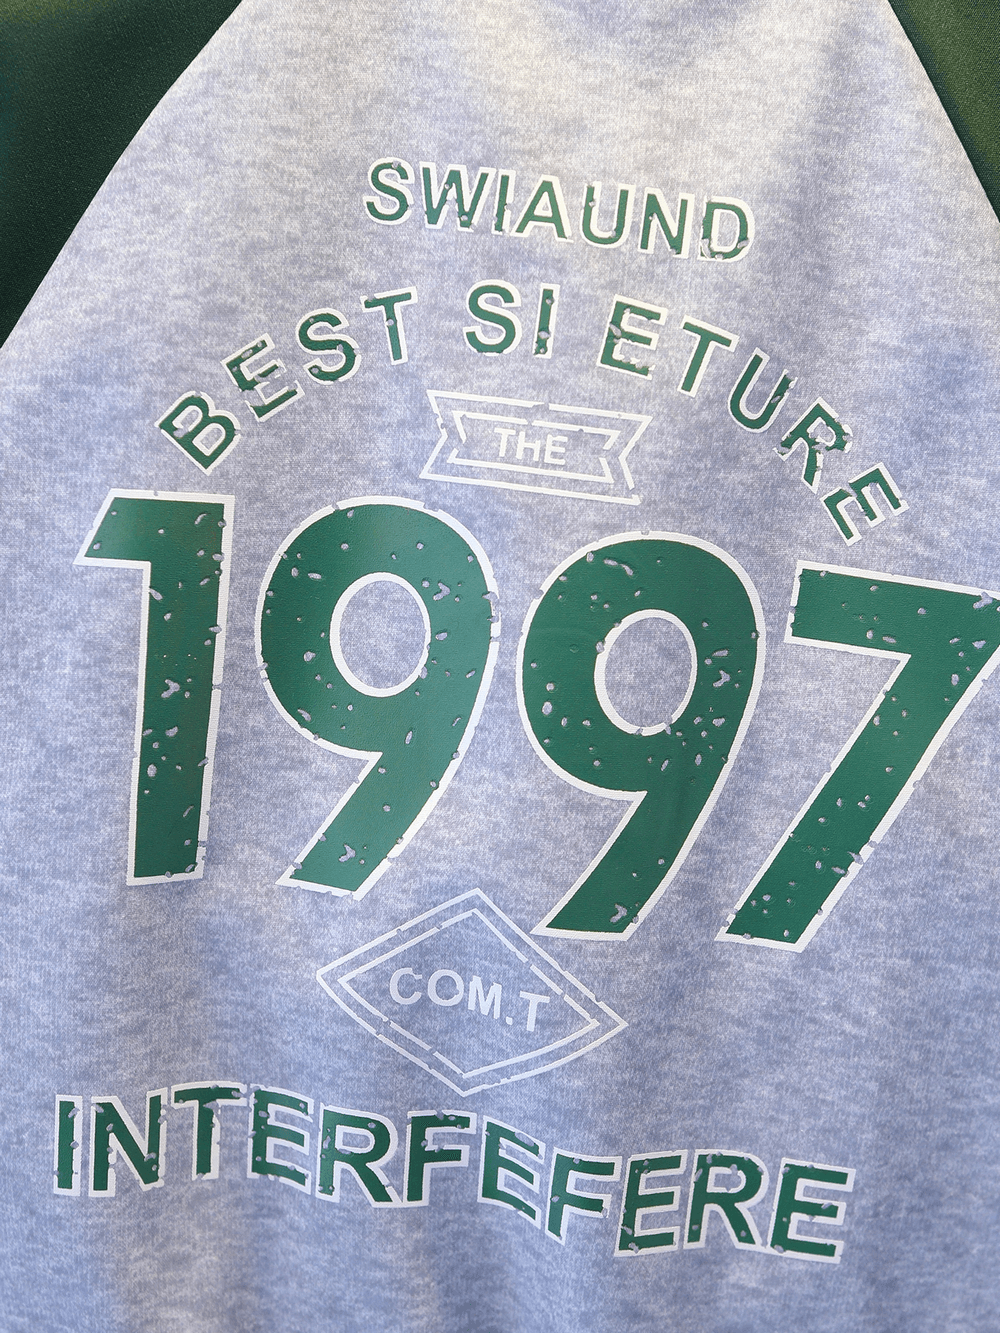 SWIAUND
BEST SI ETURE
THE
1997
COM.T
INTERFEFERE